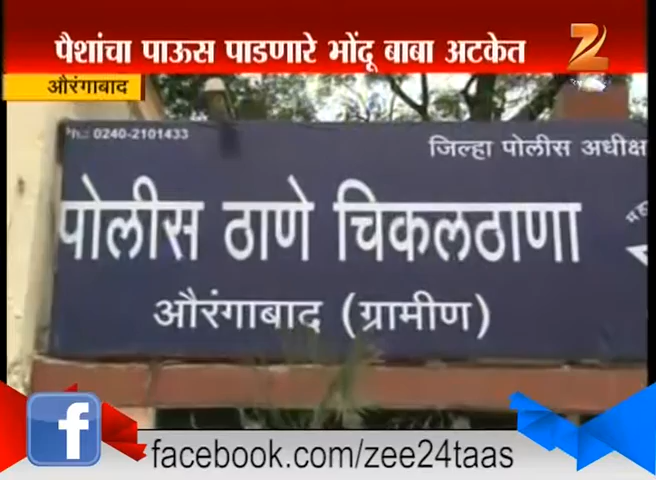 पैशांचा पाऊस पाडणारे भोंदू बाबा अटकेत
औरंगाबाद
0240-2101433
जिल्हा पोलीस अधीक्ष
पोलीस ठाणे चिकलठाणा
औरंगाबाद (ग्रामीण)
facebook.com/zee24taas